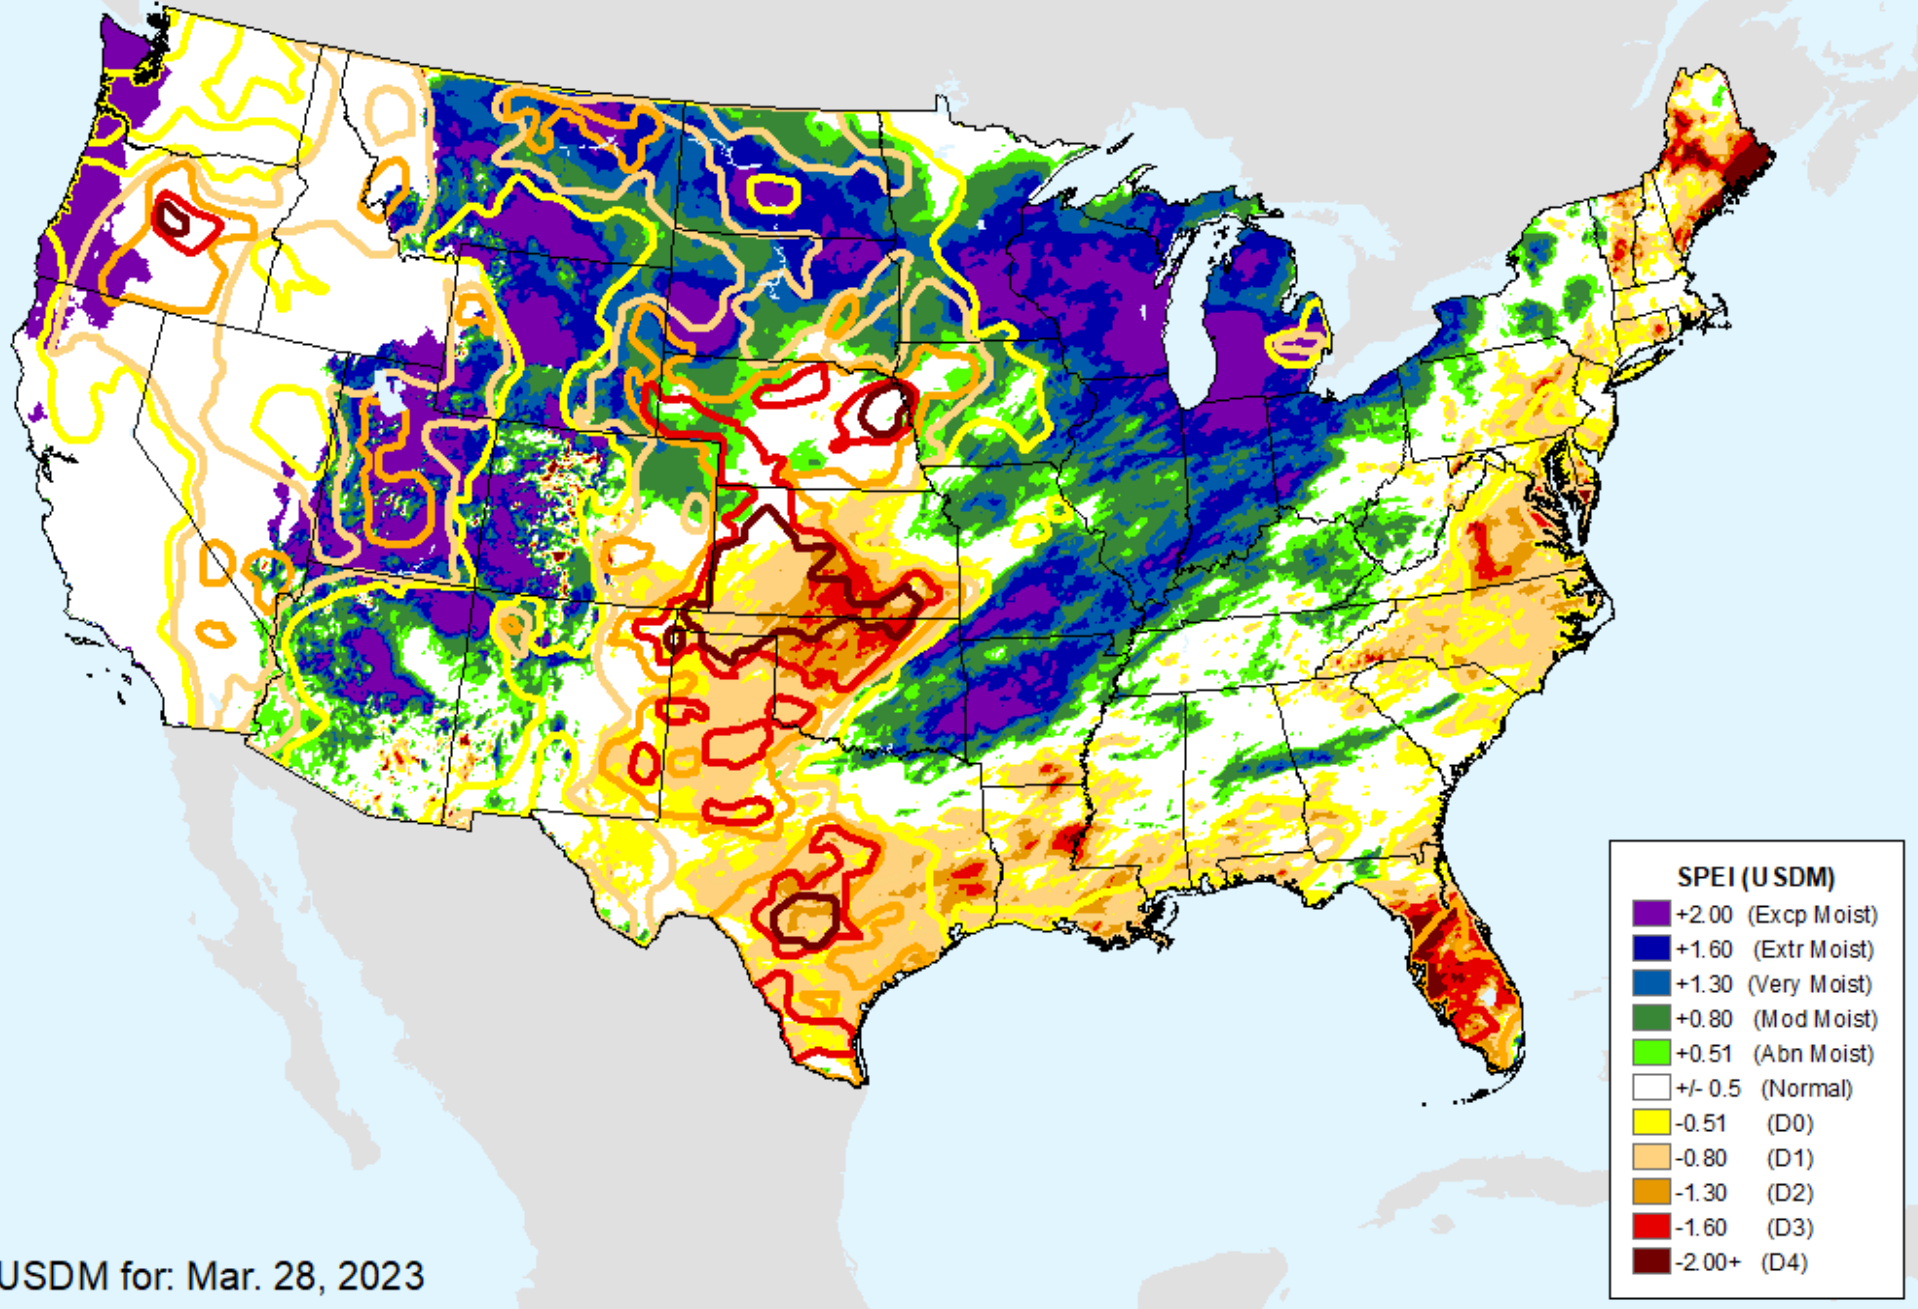 SPEI (USDM)
+2.00 (Excp Moist)
+1.60 (Extr Moist)
+1.30 (Very Moist)
+0.80 (Mod Moist)
+0.51 (Abn Moist)
+/- 0.5 (Normal)
-0.51 (D0)
-0.80 (D1)
-1.30 (D2)
-1.60 (D3)
-2.00+ (D4)
USDM for: Mar. 28, 2023